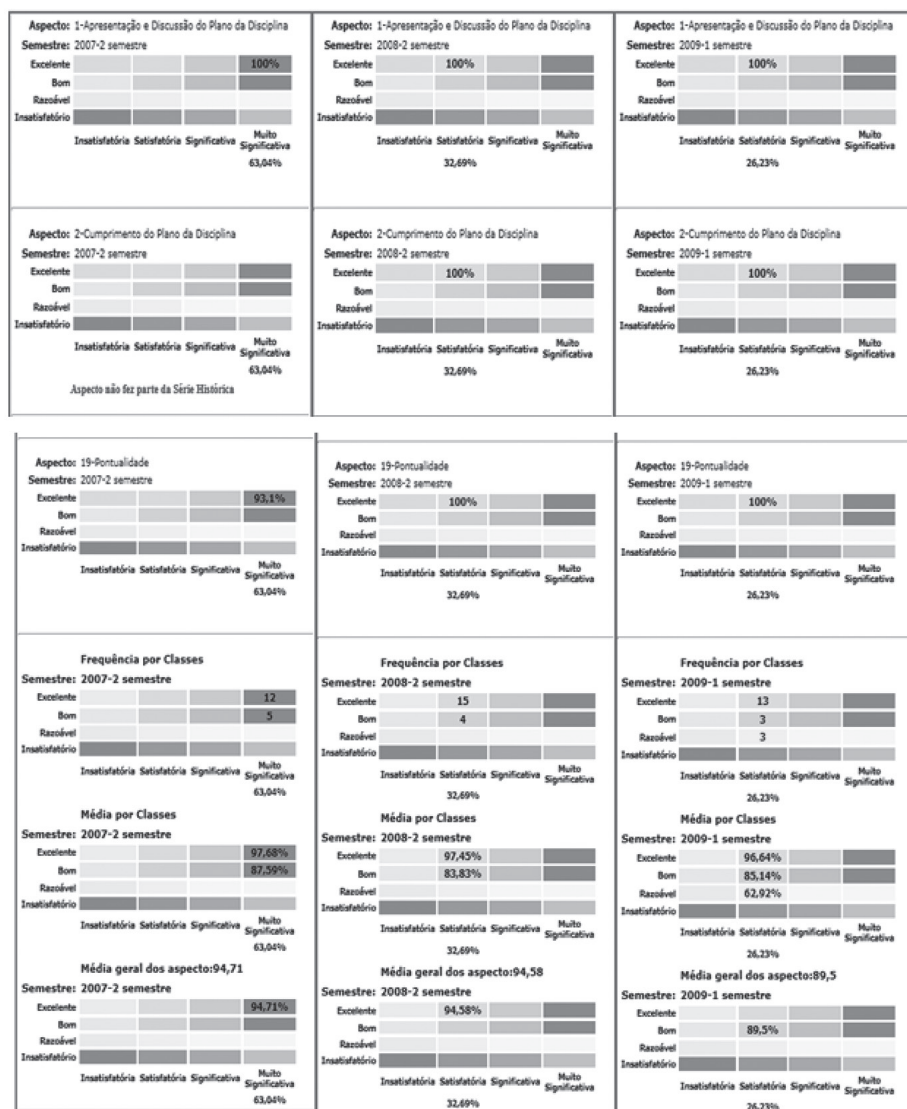 Aspecto: 1-Apresentação e Discussão do Plano da Disciplina
Semestre: 2007-2 semestre
Excelente 100%
Bom
Razoável
Insatisfatório
Insatisfatória Satisfatória Significativa Muito Significativa
63,04%
Aspecto: 1-Apresentação e Discussão do Plano da Disciplina
Semestre: 2008-2 semestre
Excelente 100%
Bom
Razoável
Insatisfatório
Insatisfatória Satisfatória Significativa Muito Significativa
32,69%
Aspecto: 1-Apresentação e Discussão do Plano da Disciplina
Semestre: 2009-1 semestre
Excelente 100%
Bom
Razoável
Insatisfatório
Insatisfatória Satisfatória Significativa Muito Significativa
26,23%
Aspecto: 2-Cumprimento do Plano da Disciplina
Semestre: 2007-2 semestre
Excelente
Bom
Razoável
Insatisfatório
Insatisfatória Satisfatória Significativa Muito Significativa
63,04%
Aspecto não fez parte da Série Histórica
Aspecto: 2-Cumprimento do Plano da Disciplina
Semestre: 2008-2 semestre
Excelente 100%
Bom
Razoável
Insatisfatório
Insatisfatória Satisfatória Significativa Muito Significativa
32,69%
Aspecto: 2-Cumprimento do Plano da Disciplina
Semestre: 2009-1 semestre
Excelente 100%
Bom
Razoável
Insatisfatório
Insatisfatória Satisfatória Significativa Muito Significativa
26,23%
Aspecto: 19-Pontualidade
Semestre: 2007-2 semestre
Excelente 93,1%
Bom
Razoável
Insatisfatório
Insatisfatória Satisfatória Significativa Muito Significativa
63,04%
Aspecto: 19-Pontualidade
Semestre: 2008-2 semestre
Excelente 100%
Bom
Razoável
Insatisfatório
Insatisfatória Satisfatória Significativa Muito Significativa
32,69%
Aspecto: 19-Pontualidade
Semestre: 2009-1 semestre
Excelente 100%
Bom
Razoável
Insatisfatório
Insatisfatória Satisfatória Significativa Muito Significativa
26,23%
Frequência por Classes
Semestre: 2007-2 semestre
Excelente 12
Bom 5
Razoável
Insatisfatório
Insatisfatória Satisfatória Significativa Muito Significativa
63,04%
Média por Classes
Semestre: 2007-2 semestre
Excelente 97,68%
Bom 87,59%
Razoável
Insatisfatório
Insatisfatória Satisfatória Significativa Muito Significativa
63,04%
Média geral dos aspecto:94,71
Semestre: 2007-2 semestre
Excelente 94,71%
Bom
Razoável
Insatisfatório
Insatisfatória Satisfatória Significativa Muito Significativa
63,04%
Frequência por Classes
Semestre: 2008-2 semestre
Excelente 15
Bom 4
Razoável
Insatisfatório
Insatisfatória Satisfatória Significativa Muito Significativa
32,69%
Média por Classes
Semestre: 2008-2 semestre
Excelente 97,45%
Bom 83,83%
Razoável
Insatisfatório
Insatisfatória Satisfatória Significativa Muito Significativa
32,69%
Média geral dos aspecto:94,58
Semestre: 2008-2 semestre
Excelente 94,58%
Bom
Razoável
Insatisfatório
Insatisfatória Satisfatória Significativa Muito Significativa
32,69%
Frequência por Classes
Semestre: 2009-1 semestre
Excelente 13
Bom 3
Razoável 3
Insatisfatório
Insatisfatória Satisfatória Significativa Muito Significativa
26,23%
Média por Classes
Semestre: 2009-1 semestre
Excelente 96,64%
Bom 85,14%
Razoável 62,92%
Insatisfatório
Insatisfatória Satisfatória Significativa Muito Significativa
26,23%
Média geral dos aspecto:89,5
Semestre: 2009-1 semestre
Excelente
Bom 89,5%
Razoável
Insatisfatório
Insatisfatória Satisfatória Significativa Muito Significativa
26,23%